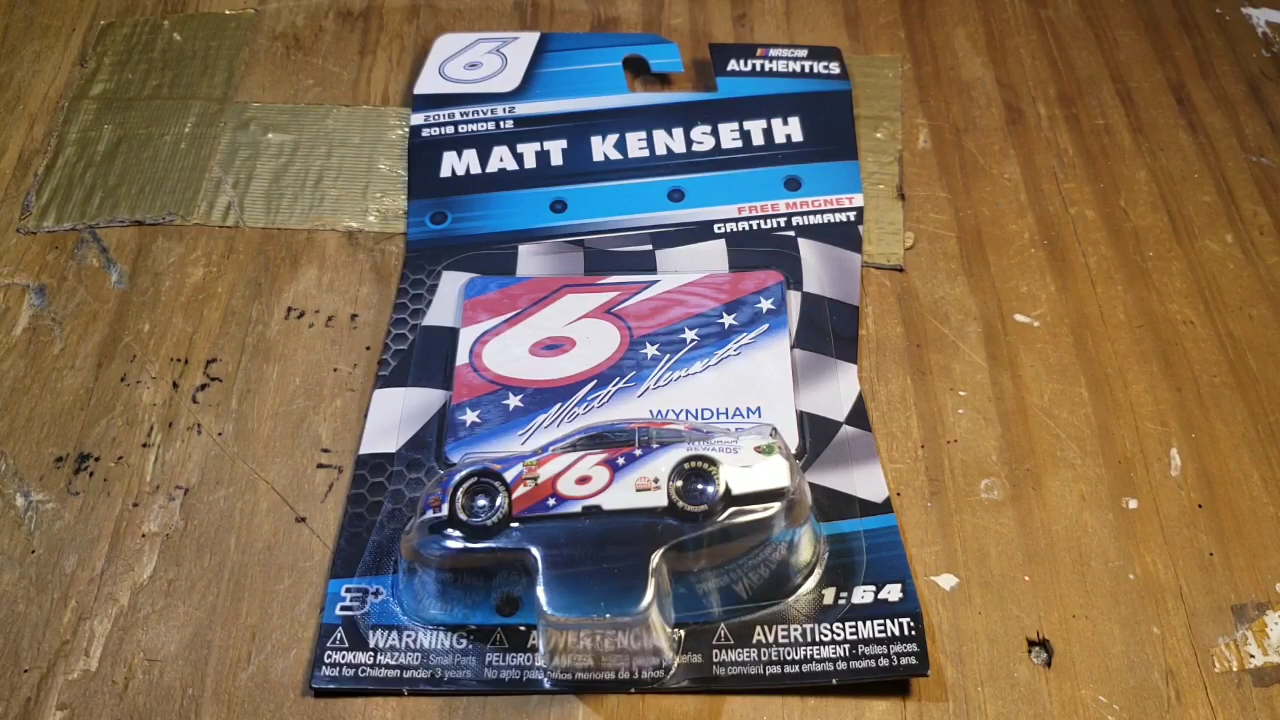 6
NASCAR
AUTHENTICS
2018 WAVE 12
2018 ONDE 12
MATT KENSETH
FREE MAGNET
GRATUIT AIMANT
6
Matt Kenseth
WYNDHAM
WYNDHAM
REWARDS
6
GOODYEAR
3+
1:64
WARNING:
CHOKING HAZARD - Small Parts
Not for Children under 3 years.
ADVERTENCIA
PELIGRO DE
No apto para niños menores de 3 años.
AVERTISSEMENT:
DANGER D'ÉTOUFFEMENT - Petites pièces.
Ne convient pas aux enfants de moins de 3 ans.